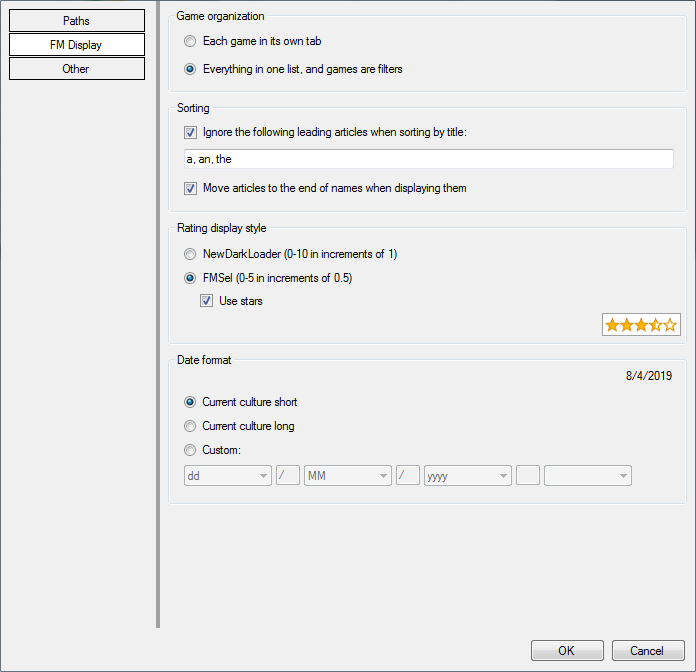 Paths
FM Display
Other
Game organization
Each game in its own tab
Everything in one list, and games are filters
Sorting
Ignore the following leading articles when sorting by title:
a, an, the
Move articles to the end of names when displaying them
Rating display style
NewDarkLoader (0-10 in increments of 1)
FMSel (0-5 in increments of 0.5)
Use stars
Date format
8/4/2019
Current culture short
Current culture long
Custom:
dd / MM / yyyy
OK Cancel